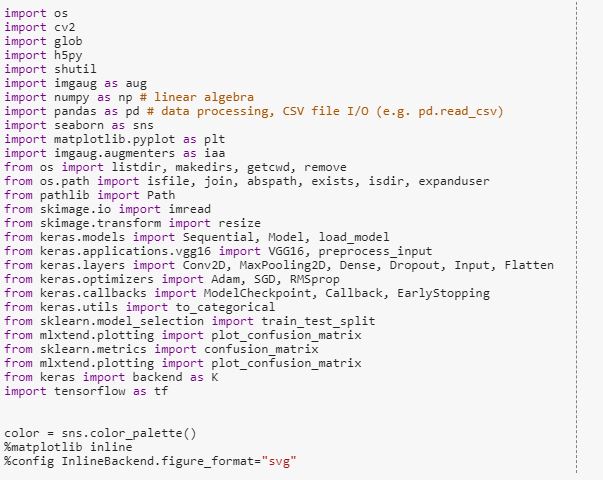 import os
import cv2
import glob
import h5py
import shutil
import imgaug as aug
import numpy as np # linear algebra
import pandas as pd # data processing, CSV file I/O (e.g. pd.read_csv)
import seaborn as sns
import matplotlib.pyplot as plt
import imgaug.augmenters as iaa
from os import listdir, makedirs, getcwd, remove
from os.path import isfile, join, abspath, exists, isdir, expanduser
from pathlib import Path
from skimage.io import imread
from skimage.transform import resize
from keras.models import Sequential, Model, load_model
from keras.applications.vgg16 import VGG16, preprocess_input
from keras.layers import Conv2D, MaxPooling2D, Dense, Dropout, Input, Flatten
from keras.optimizers import Adam, SGD, RMSprop
from keras.callbacks import ModelCheckpoint, Callback, EarlyStopping
from keras.utils import to_categorical
from sklearn.model_selection import train_test_split
from mlxtend.plotting import plot_confusion_matrix
from sklearn.metrics import confusion_matrix
from mlxtend.plotting import plot_confusion_matrix
from keras import backend as K
import tensorflow as tf
color = sns.color_palette()
%matplotlib inline
%config InlineBackend.figure_format="svg"